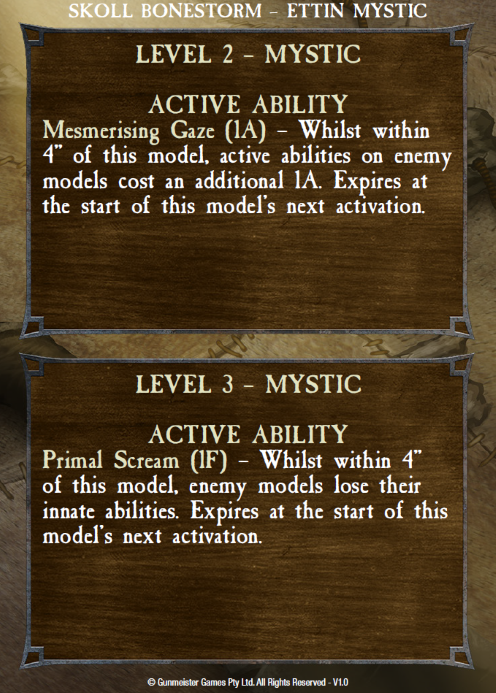 SKOLL BONESTORM – ETTIN MYSTIC
LEVEL 2 – MYSTIC
ACTIVE ABILITY
Mesmerising Gaze (1A) – Whilst within
4” of this model, active abilities on enemy
models cost an additional 1A. Expires at
the start of this model's next activation.
LEVEL 3 – MYSTIC
ACTIVE ABILITY
Primal Scream (1F) – Whilst within 4”
of this model, enemy models lose their
innate abilities. Expires at the start of this
model's next activation.
© Gunmeister Games Pty Ltd. All Rights Reserved - V1.0